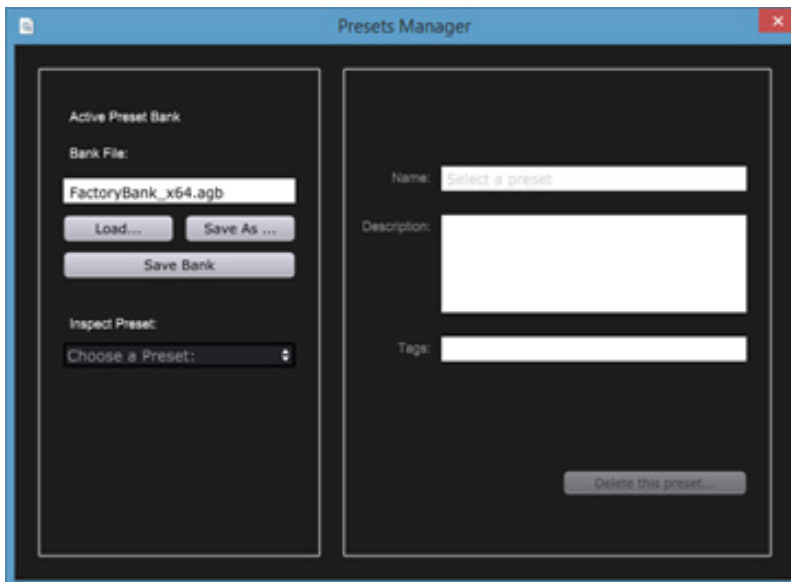 Presets Manager
Active Preset Bank
Bank File:
FactoryBank_x64.agb
Load...
Save As ...
Save Bank
Inspect Preset:
Choose a Preset:
Name:
Select a preset
Description:
Tags:
Delete this preset...